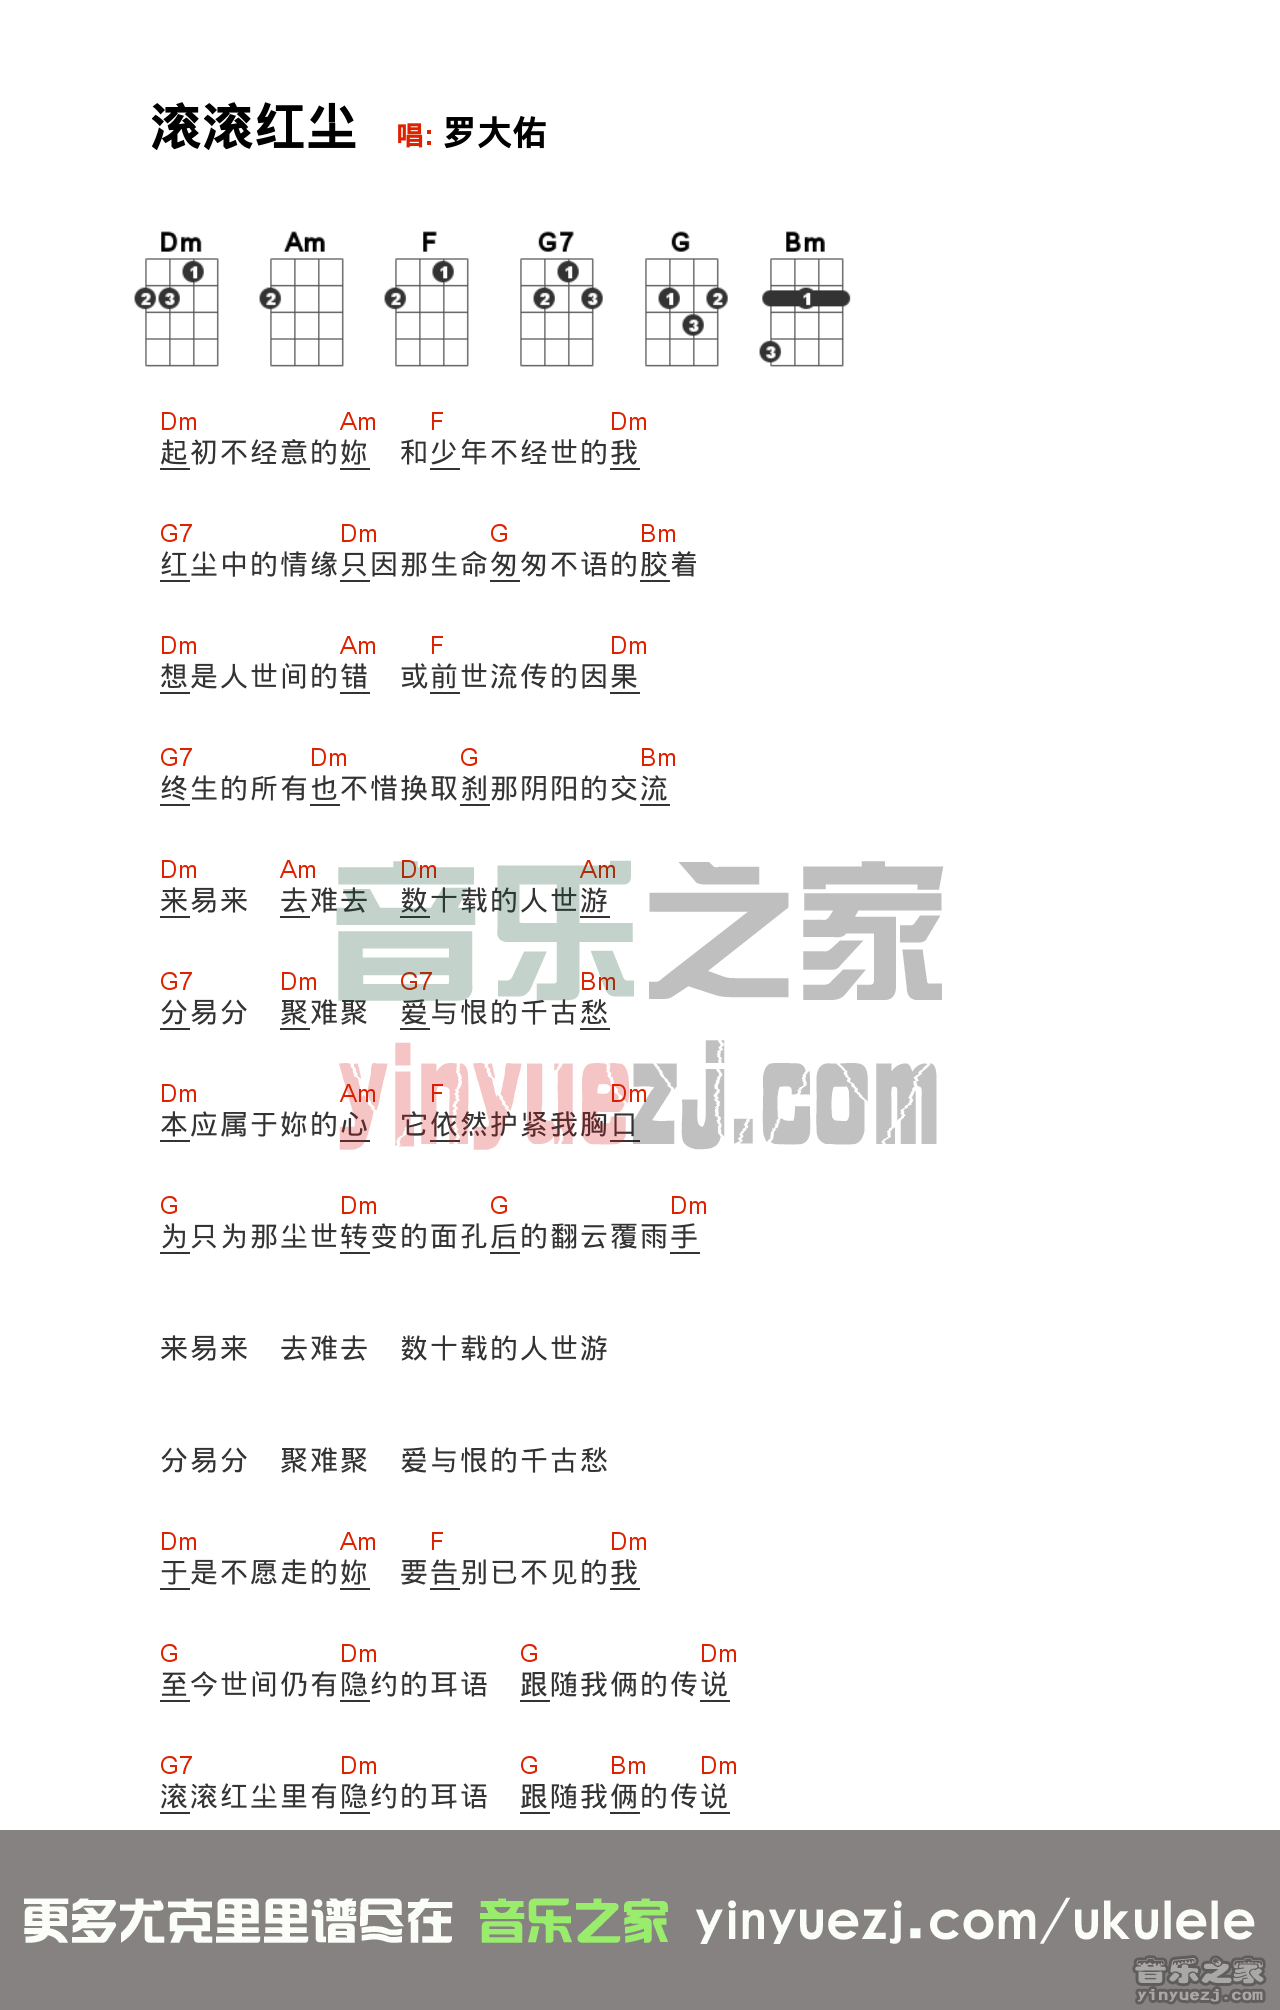 滚滚红尘 唱: 罗大佑
Dm Am F G7 G Bm
1 1 1
2 3 2 2 2 3 1 2 1
3
3
Dm Am F Dm
起初不经意的妳 和少年不经世的我
G7 Dm G Bm
红尘中的情缘只因那生命匆匆不语的胶着
Dm Am F Dm
想是人世间的错 或前世流传的因果
G7 Dm G Bm
终生的所有也不惜换取刹那阴阳的交流
Dm Am Dm Am
来易来 去难去 数十载的人世游
G7 Dm G7 Bm
分易分 聚难聚 爱与恨的千古愁
Dm Am F Dm
本应属于妳的心 它依然护紧我胸口
G Dm G Dm
为只为那尘世转变的面孔后的翻云覆雨手
来易来 去难去 数十载的人世游
分易分 聚难聚 爱与恨的千古愁
Dm Am F Dm
于是不愿走的妳 要告别已不见的我
G Dm G Dm
至今世间仍有隐约的耳语 跟随我俩的传说
G7 Dm G Bm Dm
滚滚红尘里有隐约的耳语 跟随我俩的传说
音乐之家
yinyuezj.com
更多尤克里里谱尽在 音乐之家 yinyuezj.com/ukulele
音乐之家
yinyuezj.com